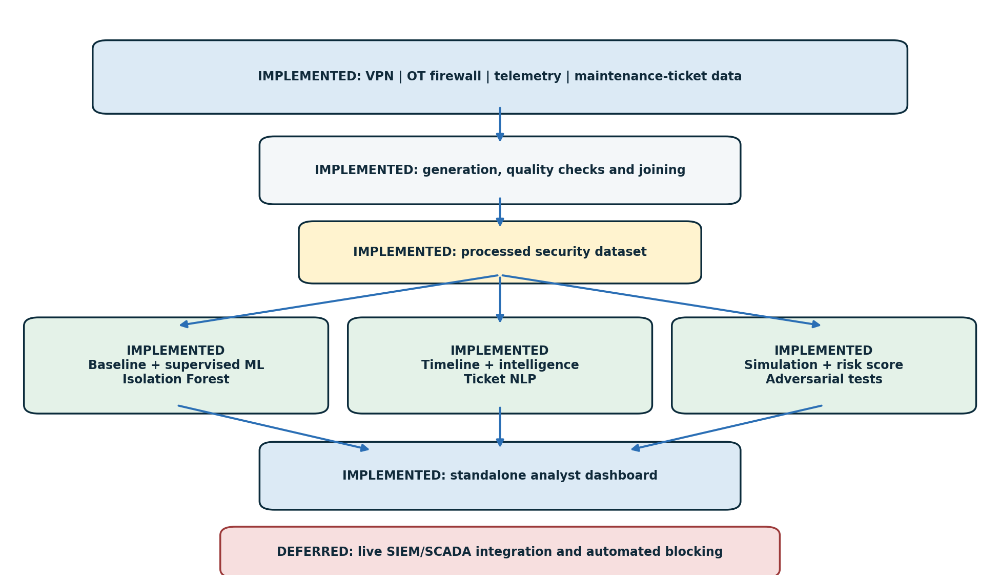 IMPLEMENTED: VPN | OT firewall | telemetry | maintenance-ticket data
IMPLEMENTED: generation, quality checks and joining
IMPLEMENTED: processed security dataset
IMPLEMENTED
Baseline + supervised ML
Isolation Forest
IMPLEMENTED
Timeline + intelligence
Ticket NLP
IMPLEMENTED
Simulation + risk score
Adversarial tests
IMPLEMENTED: standalone analyst dashboard
DEFERRED: live SIEM/SCADA integration and automated blocking